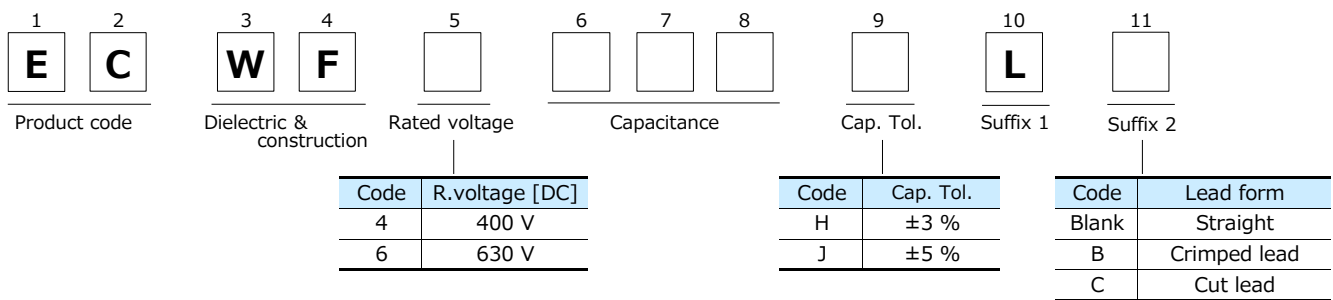 1 2 3 4 5 6 7 8 9 10 11
E C W F L
Product code Dielectric & Rated voltage Capacitance Cap. Tol. Suffix 1 Suffix 2
construction
Code R.voltage [DC] Code Cap. Tol. Code Lead form
4 400 V H ±3 % Blank Straight
6 630 V J ±5 % B Crimped lead
C Cut lead